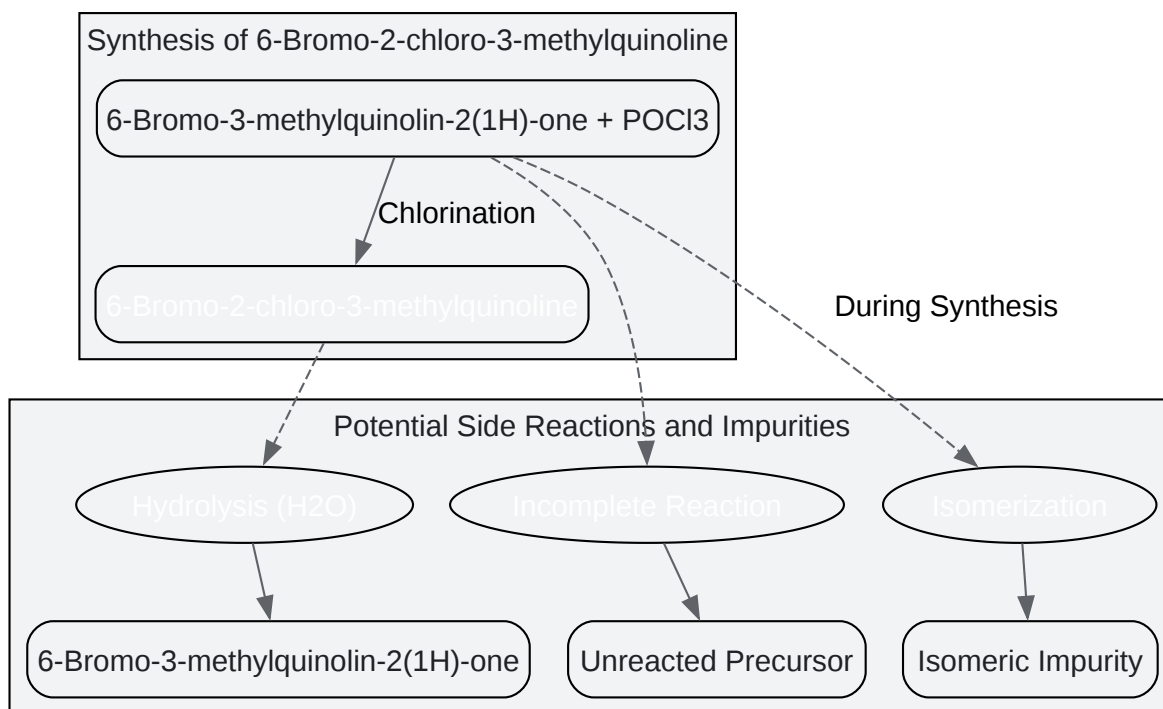 Synthesis of 6-Bromo-2-chloro-3-methylquinoline
6-Bromo-3-methylquinolin-2(1H)-one + POCl3
Chlorination
6-Bromo-2-chloro-3-methylquinoline
During Synthesis
Potential Side Reactions and Impurities
Hydrolysis (H2O)
Incomplete Reaction
Isomerization
6-Bromo-3-methylquinolin-2(1H)-one
Unreacted Precursor
Isomeric Impurity